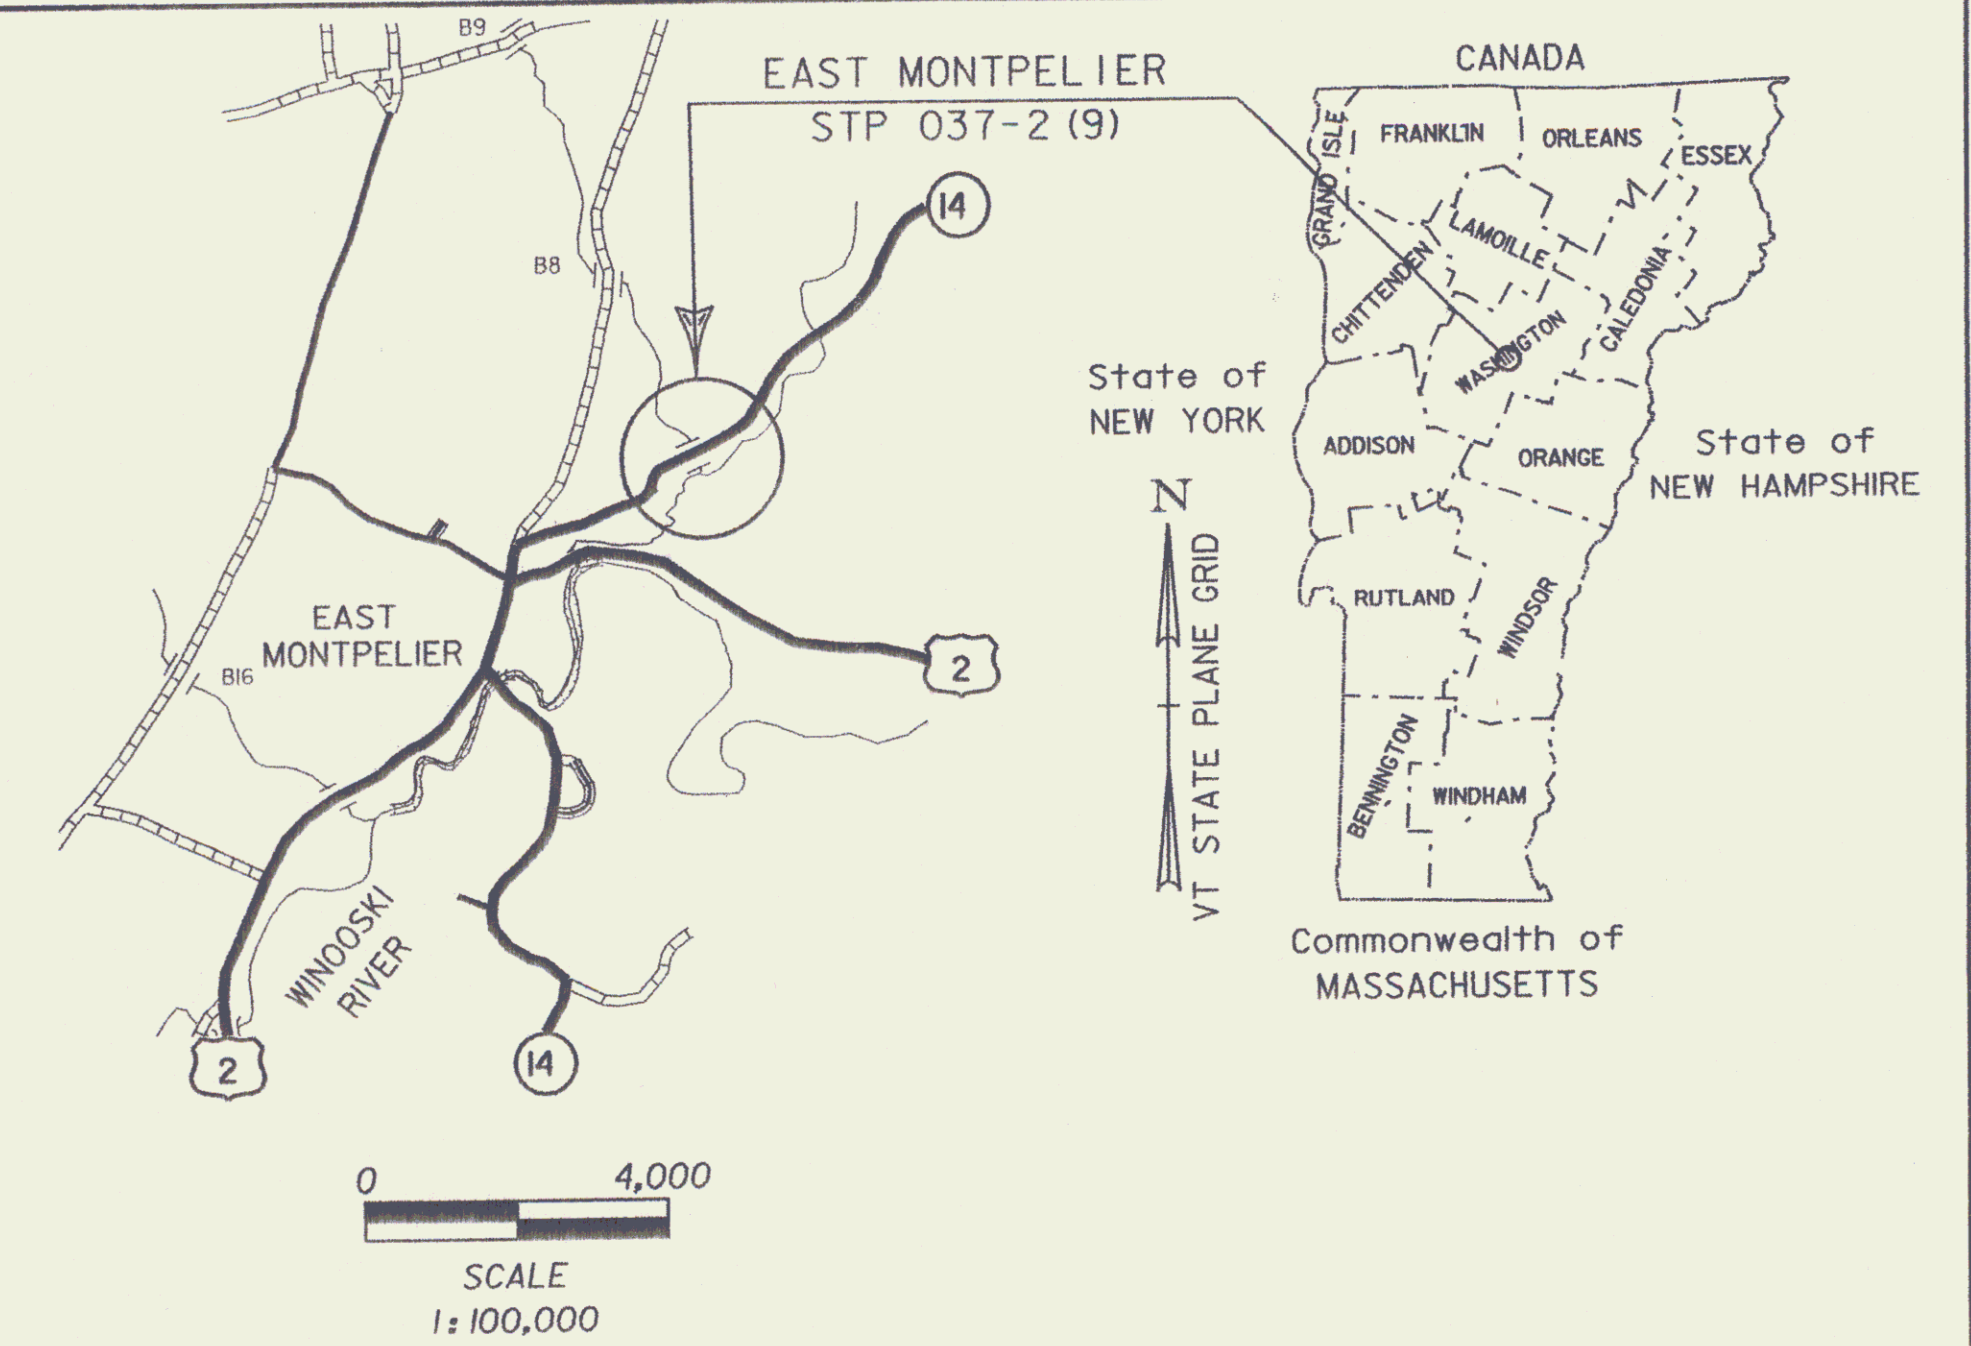 B9
EAST MONTPELIER
STP 037-2 (9)
14
B8
EAST
MONTPELIER
B16
2
WINOOSKI
RIVER
2
14
0 4,000
SCALE
1:100,000
CANADA
GRAND ISLE
FRANKLIN
ORLEANS
ESSEX
LAMOILLE
CHITTENDEN
CALEDONIA
WASHINGTON
State of
NEW YORK
ADDISON
ORANGE
State of
NEW HAMPSHIRE
N
VT STATE PLANE GRID
RUTLAND
WINDSOR
BENNINGTON
WINDHAM
Commonwealth of
MASSACHUSETTS